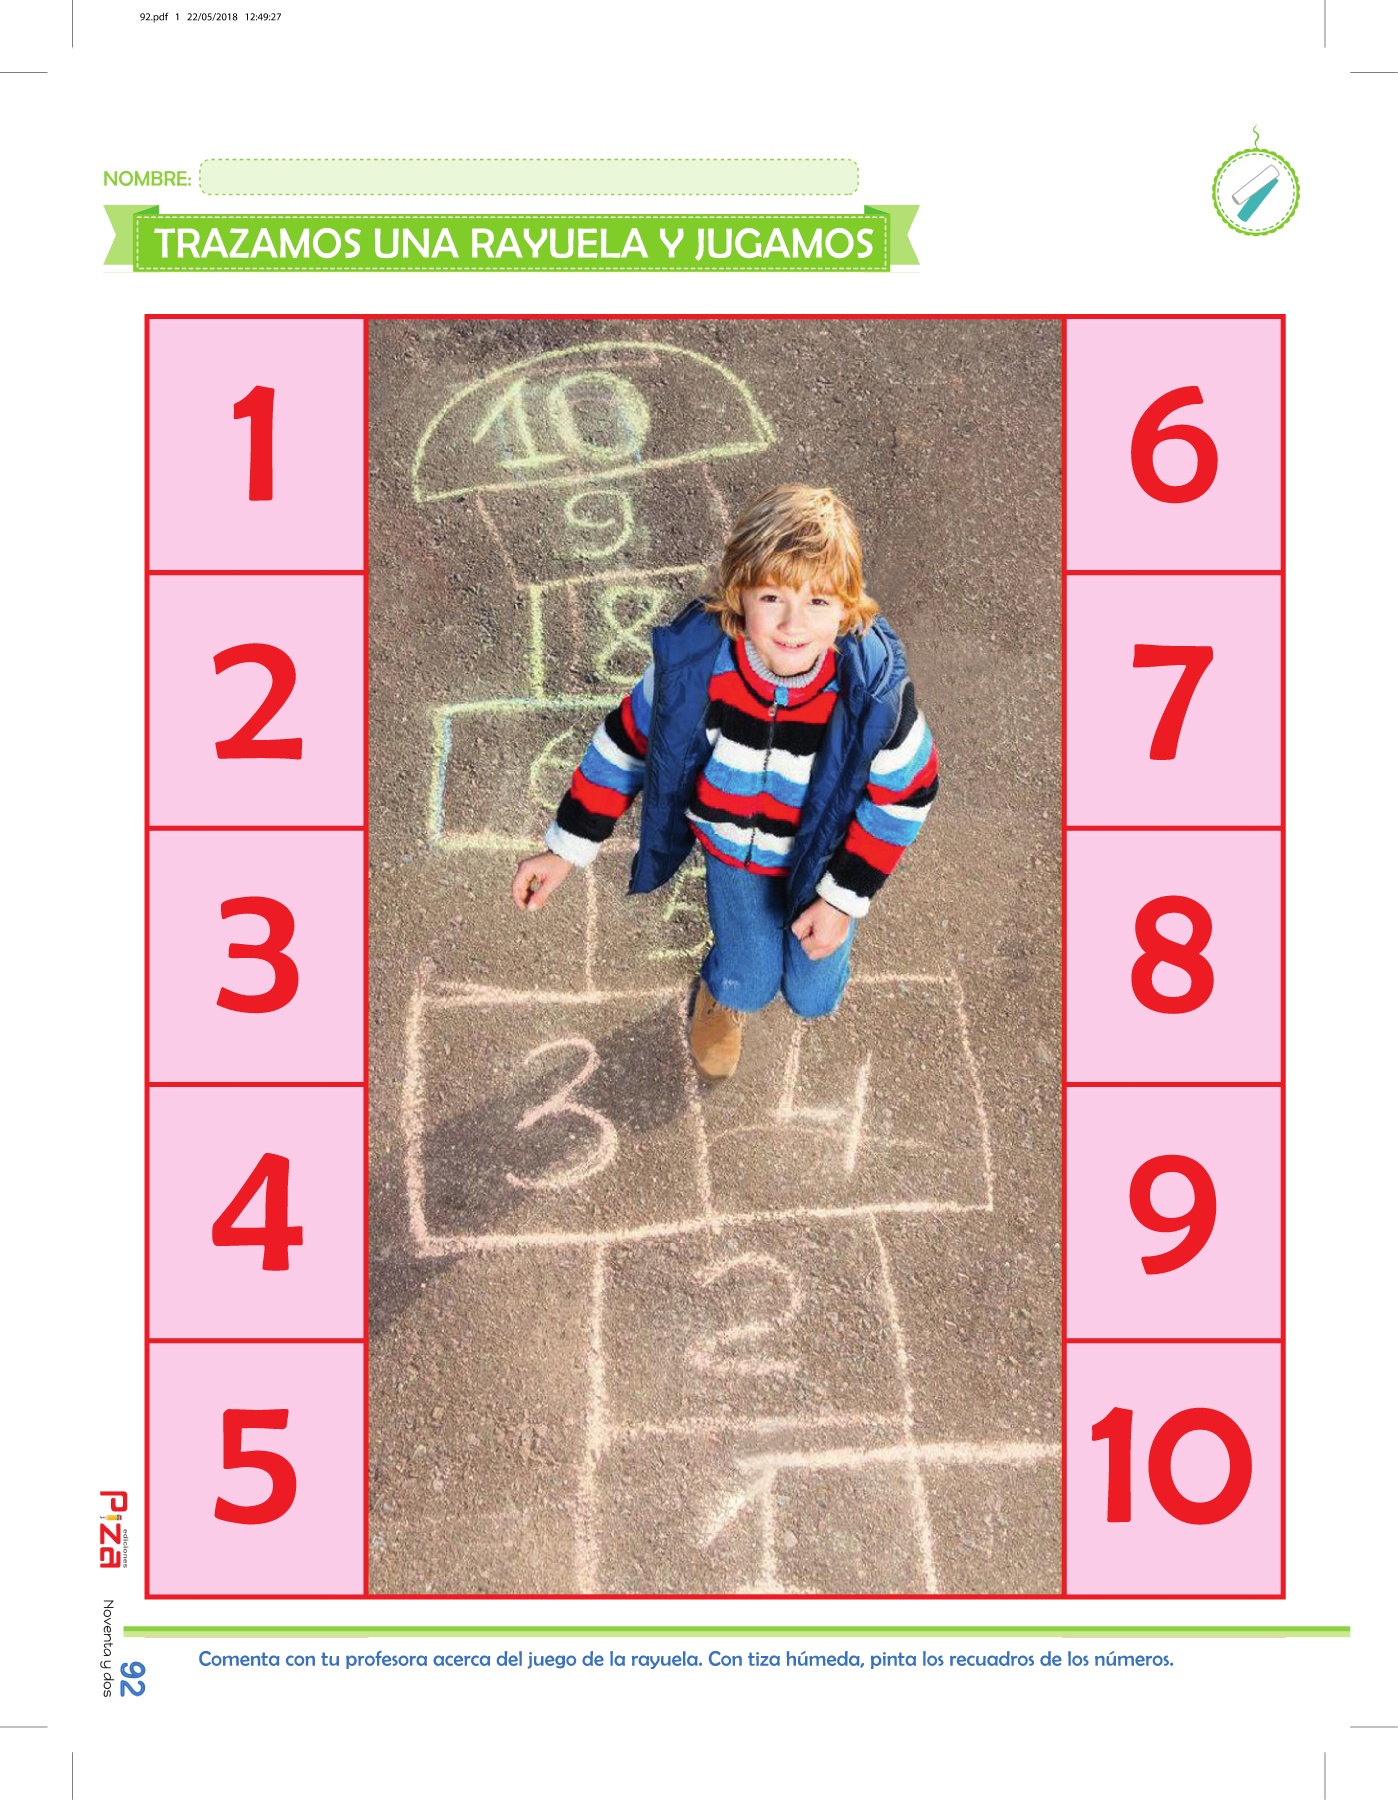 92.pdf 1 22/05/2018 12:49:27
NOMBRE:
TRAZAMOS UNA RAYUELA Y JUGAMOS
1
2
3
4
5
10
9
8
6
5
3
4
2
1
6
7
8
9
10
Piza
ediciones
Noventa y dos
92
Comenta con tu profesora acerca del juego de la rayuela. Con tiza húmeda, pinta los recuadros de los números.